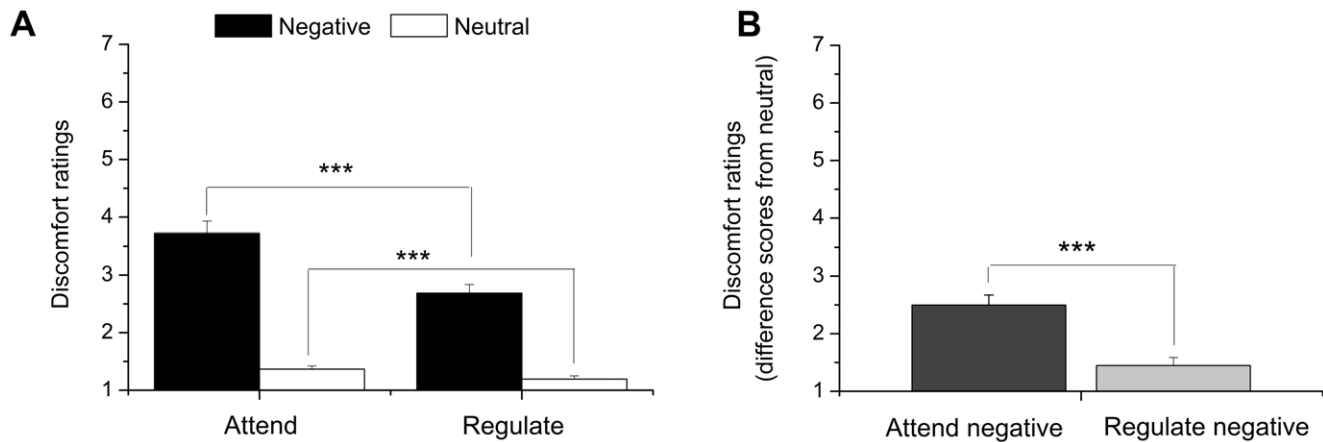 A
Negative
Neutral
7
6
5
4
3
2
1
Discomfort ratings
***
***
Attend
Regulate
B
7
6
5
4
3
2
1
Discomfort ratings
(difference scores from neutral)
***
Attend negative
Regulate negative